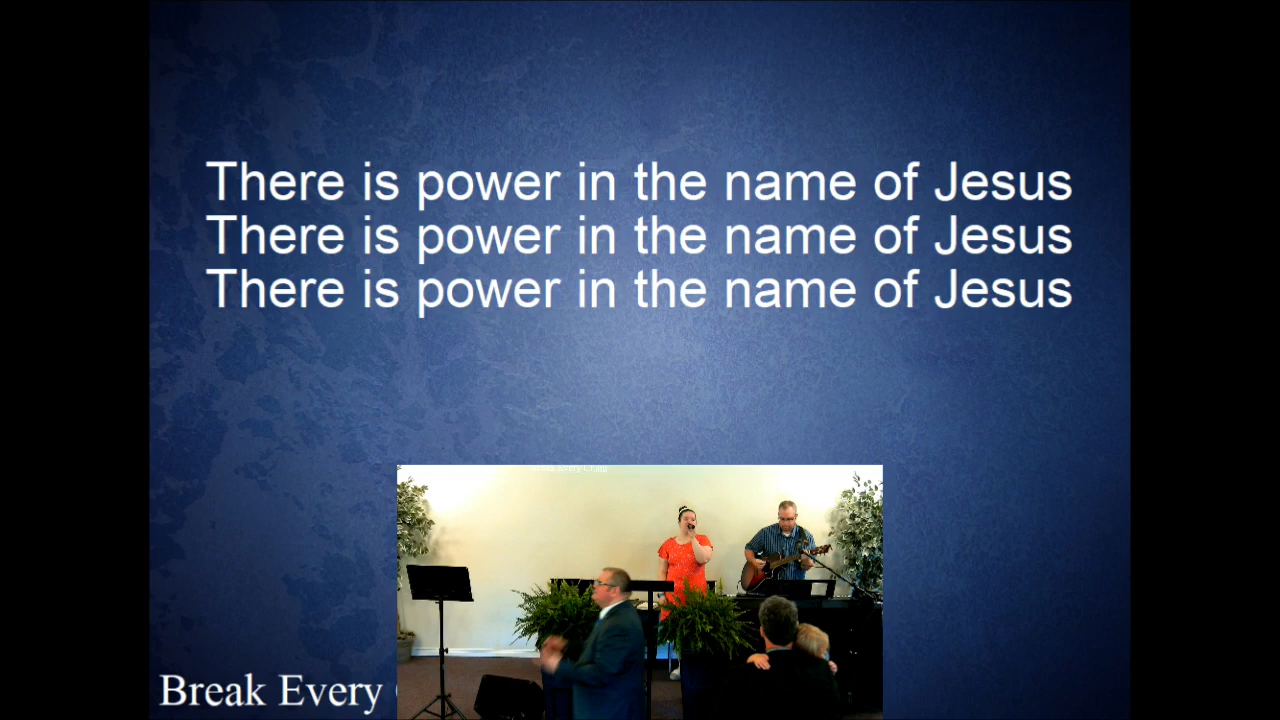 There is power in the name of Jesus
There is power in the name of Jesus
There is power in the name of Jesus
Break Every